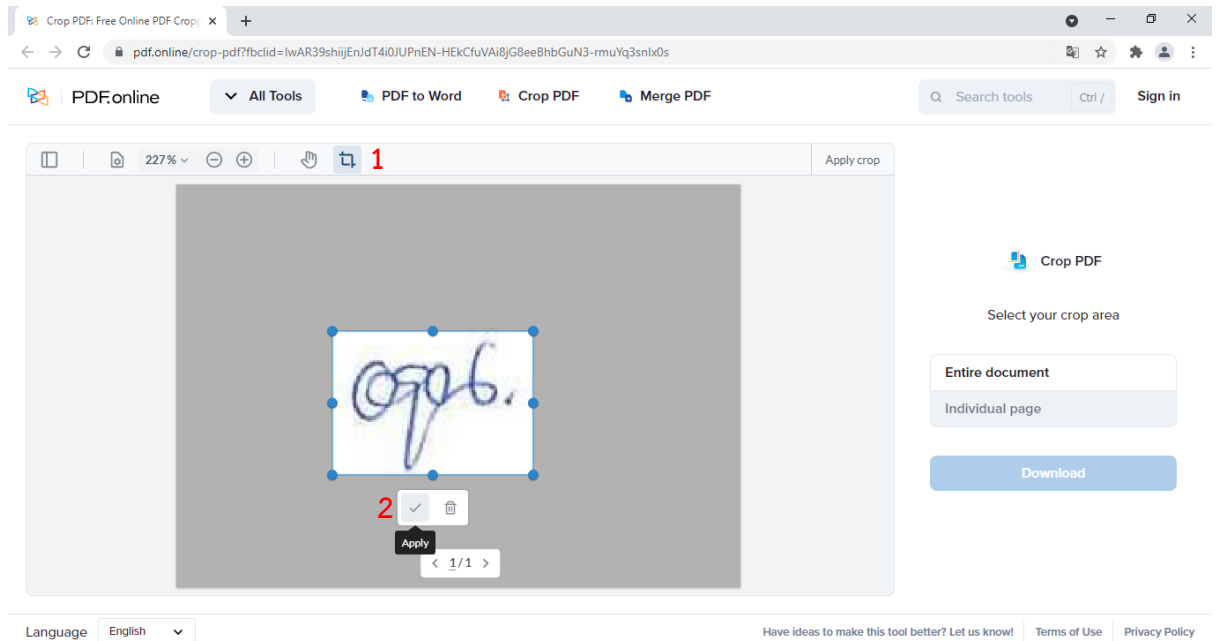 Crop PDF: Free Online PDF Cropp
pdf.online/crop-pdf?fbclid=IwAR39shiijEnJdT4i0JUPnEN-HEkCfuVAi8jG8eeBhbGuN3-rmuYq3snlx0s
PDF.online All Tools PDF to Word Crop PDF Merge PDF Search tools Ctrl / Sign in
227% 1 Apply crop
Crop PDF
Select your crop area
Entire document
Individual page
Download
2
Apply
1/1
Language English Have ideas to make this tool better? Let us know! Terms of Use Privacy Policy